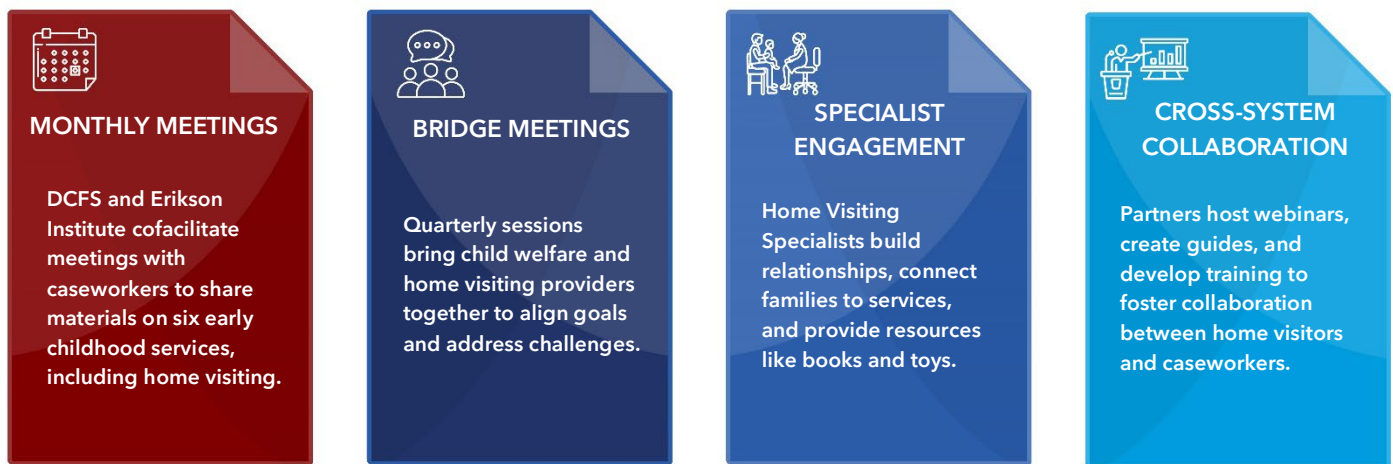 MONTHLY MEETINGS
DCFS and Erikson
Institute cofacilitate
meetings with
caseworkers to share
materials on six early
childhood services,
including home visiting.
BRIDGE MEETINGS
Quarterly sessions
bring child welfare and
home visiting providers
together to align goals
and address challenges.
SPECIALIST
ENGAGEMENT
Home Visiting
Specialists build
relationships, connect
families to services,
and provide resources
like books and toys.
CROSS-SYSTEM
COLLABORATION
Partners host webinars,
create guides, and
develop training to
foster collaboration
between home visitors
and caseworkers.